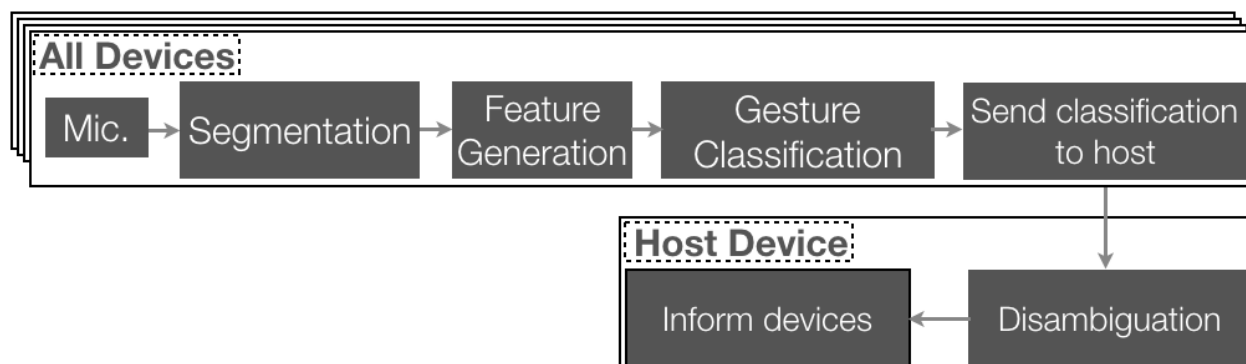 All Devices
Mic.
Segmentation
Feature
Generation
Gesture
Classification
Send classification
to host
Host Device
Inform devices
Disambiguation